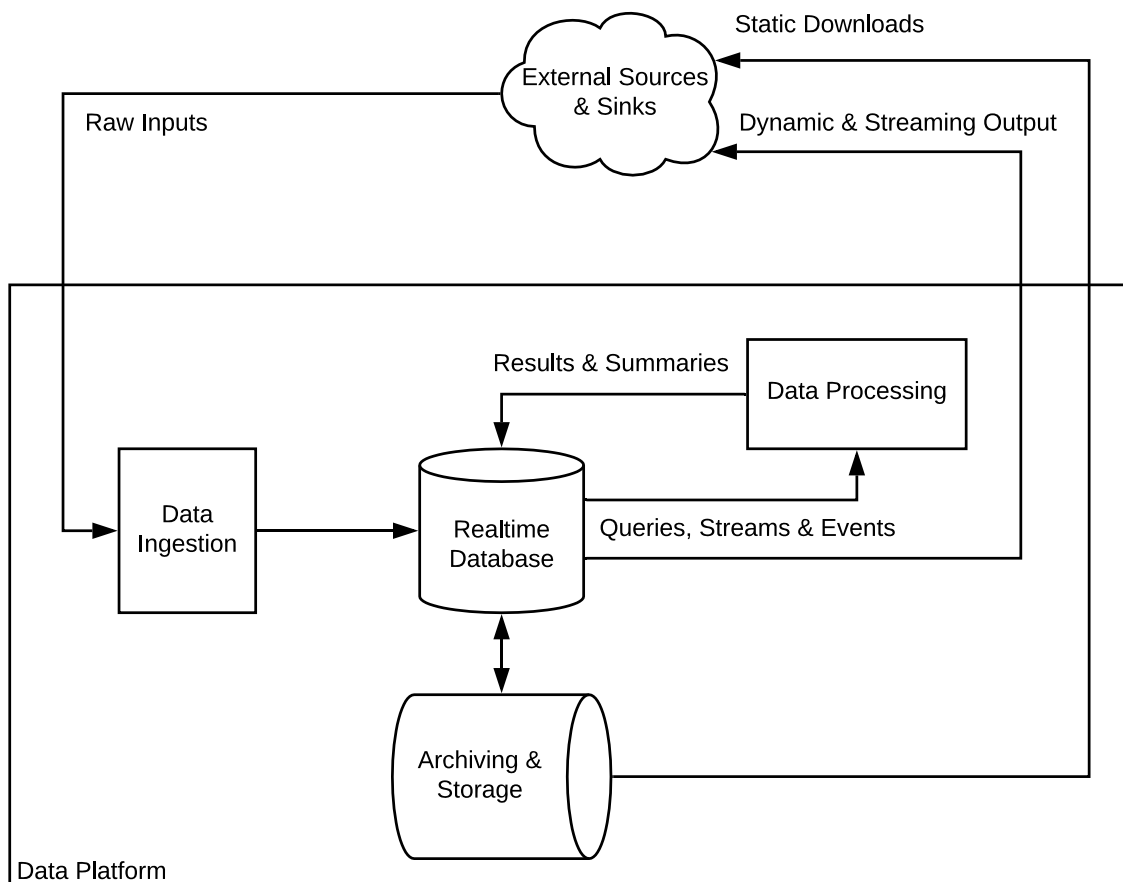 Static Downloads
External Sources
& Sinks
Raw Inputs
Dynamic & Streaming Output
Results & Summaries
Data Processing
Data
Ingestion
Realtime
Database
Queries, Streams & Events
Archiving &
Storage
Data Platform